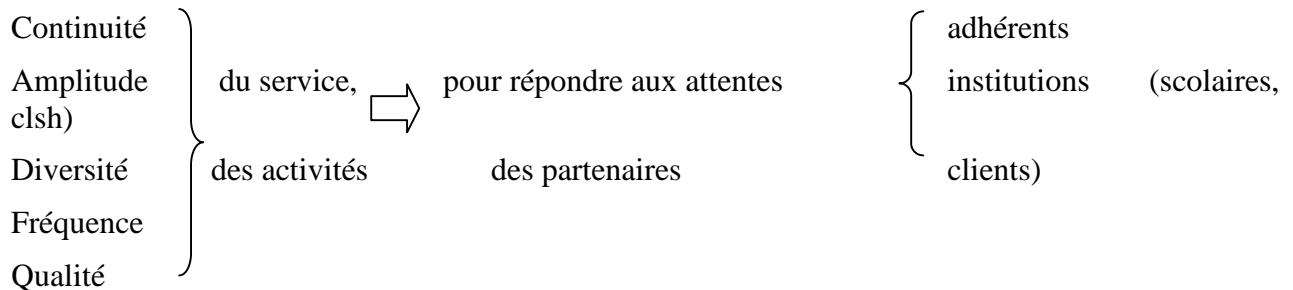 Continuité adhérents
Amplitude du service, pour répondre aux attentes institutions (scolaires,
clsh)
Diversité des activités des partenaires clients)
Fréquence
Qualité